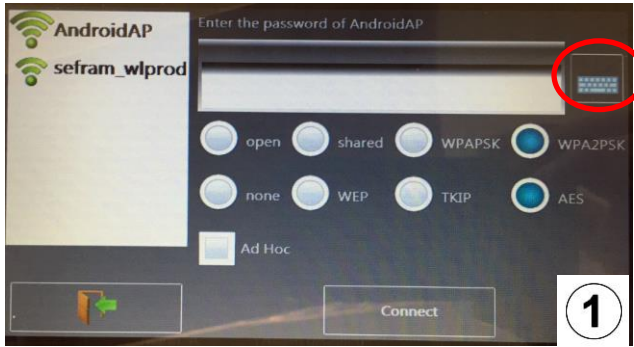 AndroidAP
sefram_wlprod
Enter the password of AndroidAP
open shared WPAPSK WPA2PSK
none WEP TKIP AES
Ad Hoc
Connect
1